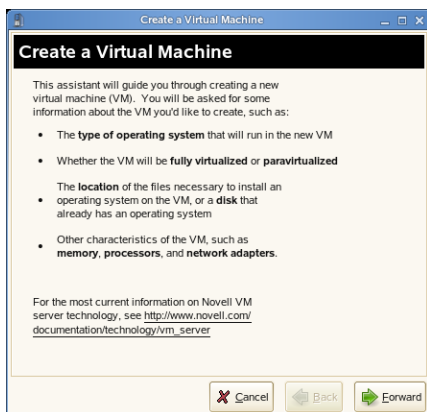 Create a Virtual Machine
Create a Virtual Machine
This assistant will guide you through creating a new
virtual machine (VM).  You will be asked for some
information about the VM you'd like to create, such as:
• The type of operating system that will run in the new VM
• Whether the VM will be fully virtualized or paravirtualized
The location of the files necessary to install an
• operating system on the VM, or a disk that
already has an operating system
• Other characteristics of the VM, such as
memory, processors, and network adapters.
For the most current information on Novell VM
server technology, see http://www.novell.com/
documentation/technology/vm_server
Cancel Back Forward